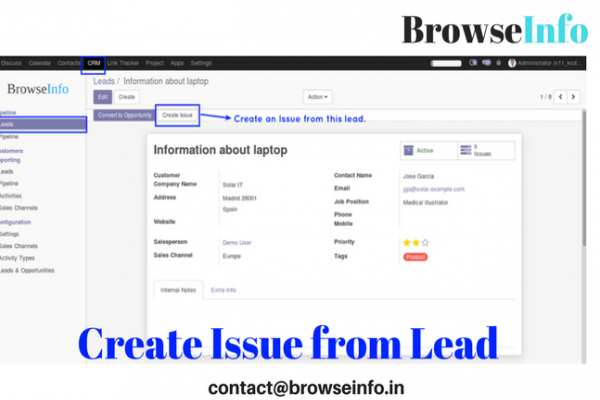 BrowseInfo
Discuss Calendar Contacts CRM Link Tracker Project Apps Settings Administrator (v11_krut...
BrowseInfo
Leads / Information about laptop
Edit Create Action 1 / 8
Convert to Opportunity Create Issue Create an Issue from this lead.
ipeline
Leads
Pipeline
ustomers
porting
Leads
Pipeline
Activities
Sales Channels
onfiguration
Settings
Sales Channels
Activity Types
Leads & Opportunities
Information about laptop
Active
0 Issues
Customer
Company Name Solar IT
Address Madrid 28001
Spain
Website
Contact Name Jose Garcia
Email jga@solar.example.com
Job Position Medical Illustrator
Phone
Mobile
Salesperson Demo User
Sales Channel Europe
Priority
Tags Product
Internal Notes Extra Info
Create Issue from Lead
contact@browseinfo.in